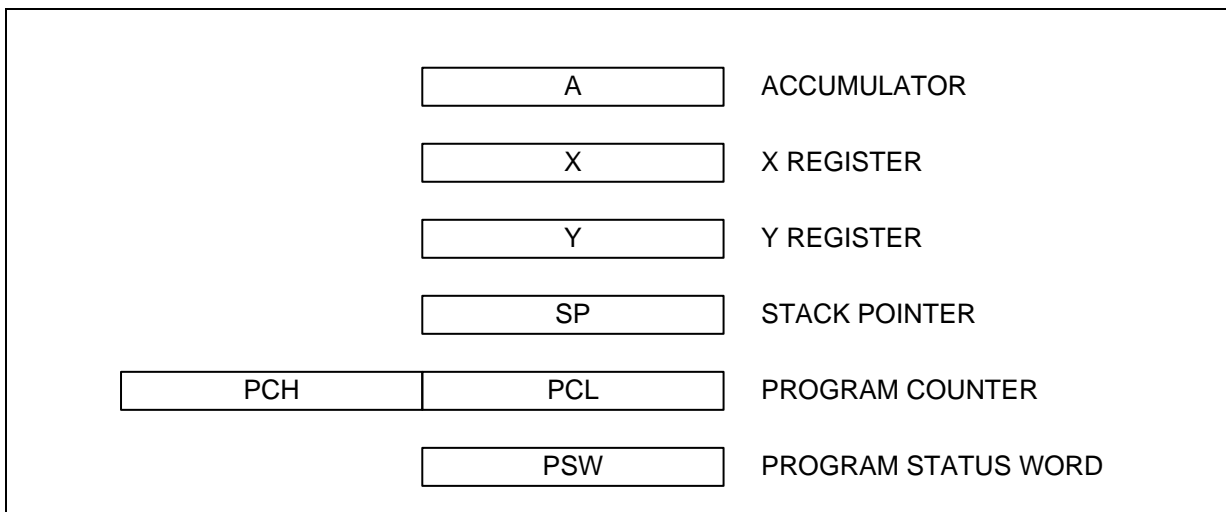 A ACCUMULATOR
X X REGISTER
Y Y REGISTER
SP STACK POINTER
PCH PCL PROGRAM COUNTER
PSW PROGRAM STATUS WORD